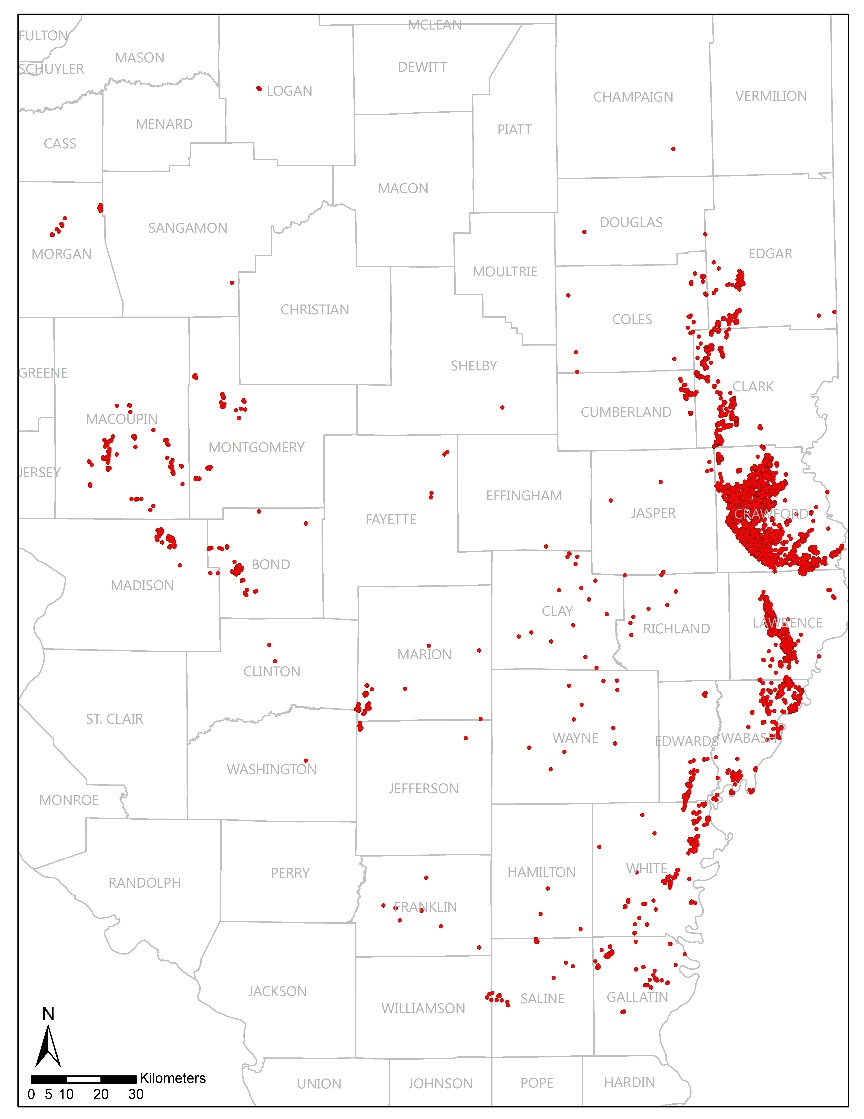 MCLEAN
FULTON
MASON
SCHUYLER
DEWITT
LOGAN
CHAMPAIGN
VERMILION
MENARD
PIATT
CASS
MACON
SANGAMON
DOUGLAS
MORGAN
EDGAR
MOULTRIE
CHRISTIAN
COLES
SHELBY
GREENE
CLARK
CUMBERLAND
MACOUPIN
MONTGOMERY
JERSEY
EFFINGHAM
JASPER
CRAWFORD
FAYETTE
BOND
MADISON
CLAY
LAWRENCE
RICHLAND
MARION
CLINTON
ST. CLAIR
WAYNE
EDWARDS
WABASH
WASHINGTON
JEFFERSON
MONROE
WHITE
HAMILTON
PERRY
RANDOLPH
FRANKLIN
JACKSON
SALINE
GALLATIN
WILLIAMSON
N
Kilometers
0 5 10 20 30
UNION
JOHNSON
POPE
HARDIN